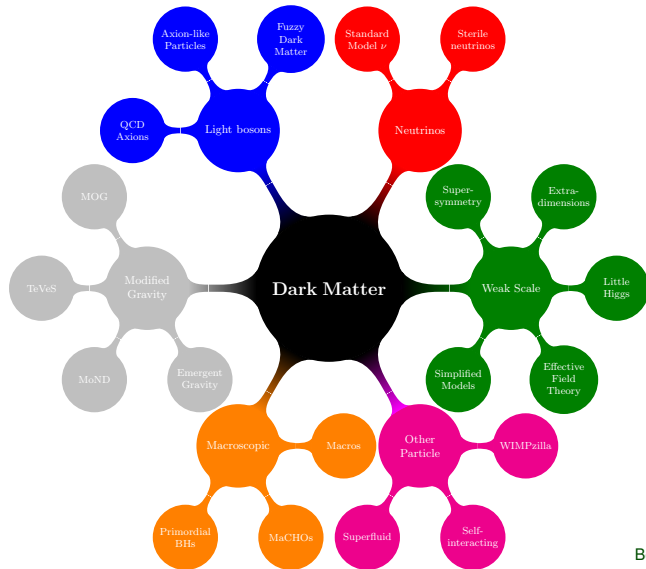 Axion-like
Particles
Fuzzy
Dark
Matter
Standard
Model ν
Sterile
neutrinos
QCD
Axions
Light bosons
Neutrinos
MOG
Super-
symmetry
Extra-
dimensions
TeVeS
Modified
Gravity
Dark Matter
Weak Scale
Little
Higgs
MoND
Emergent
Gravity
Simplified
Models
Effective
Field
Theory
Macroscopic
Macros
Other
Particle
WIMPzilla
Primordial
BHs
MaCHOs
Superfluid
Self-
interacting
B